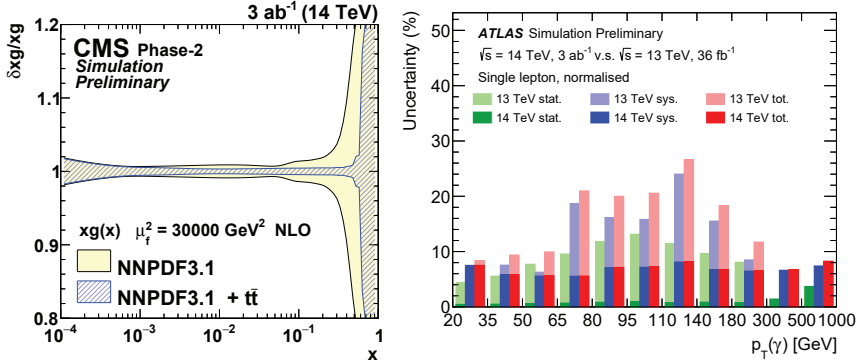 3 ab⁻¹ (14 TeV)
δxg/xg
1.2
1.1
1
0.9
0.8
CMS Phase-2
Simulation
Preliminary
xg(x) μ_f² = 30000 GeV² NLO
NNPDF3.1
NNPDF3.1 + tt̄
10⁻⁴ 10⁻³ 10⁻² 10⁻¹ 1
x
Uncertainty (%)
50
40
30
20
10
0
ATLAS Simulation Preliminary
√s = 14 TeV, 3 ab⁻¹ v.s. √s = 13 TeV, 36 fb⁻¹
Single lepton, normalised
13 TeV stat. 13 TeV sys. 13 TeV tot.
14 TeV stat. 14 TeV sys. 14 TeV tot.
20 35 45 50 65 80 95 110 140 180 300 500 1000
p_T(γ) [GeV]